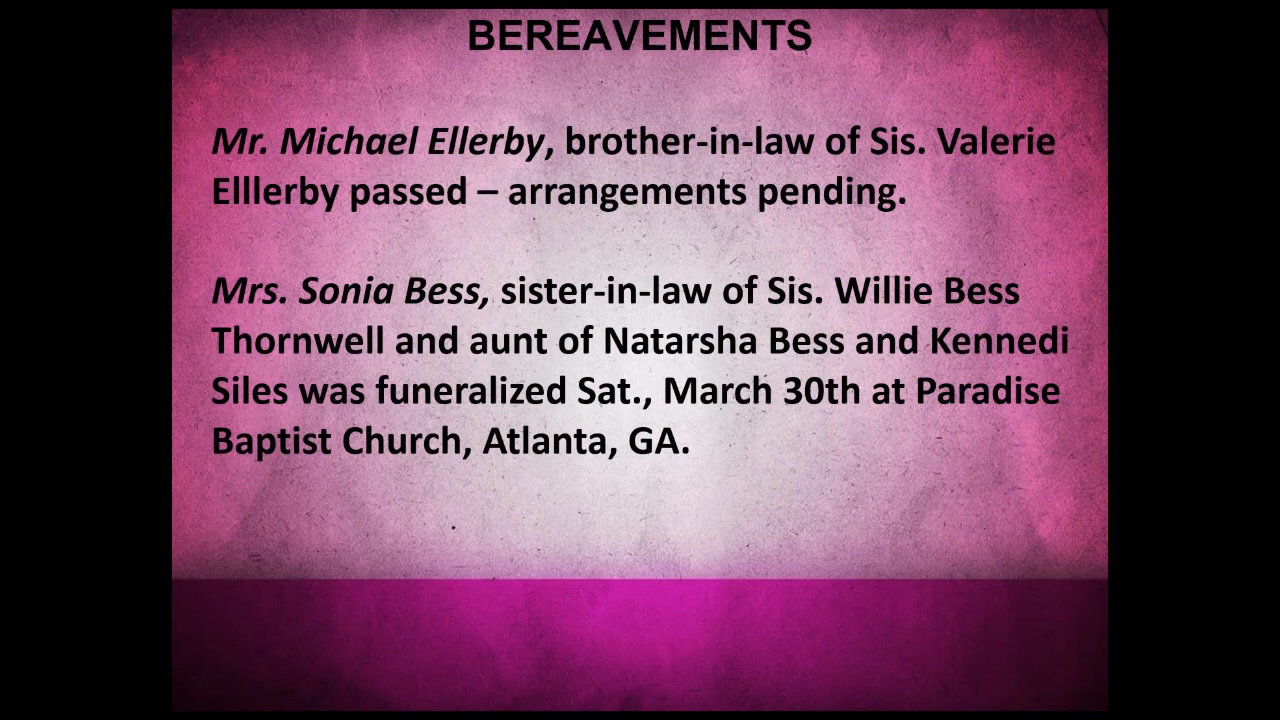 BEREAVEMENTS
Mr. Michael Ellerby, brother-in-law of Sis. Valerie
Elllerby passed – arrangements pending.
Mrs. Sonia Bess, sister-in-law of Sis. Willie Bess
Thornwell and aunt of Natarsha Bess and Kennedi
Siles was funeralized Sat., March 30th at Paradise
Baptist Church, Atlanta, GA.